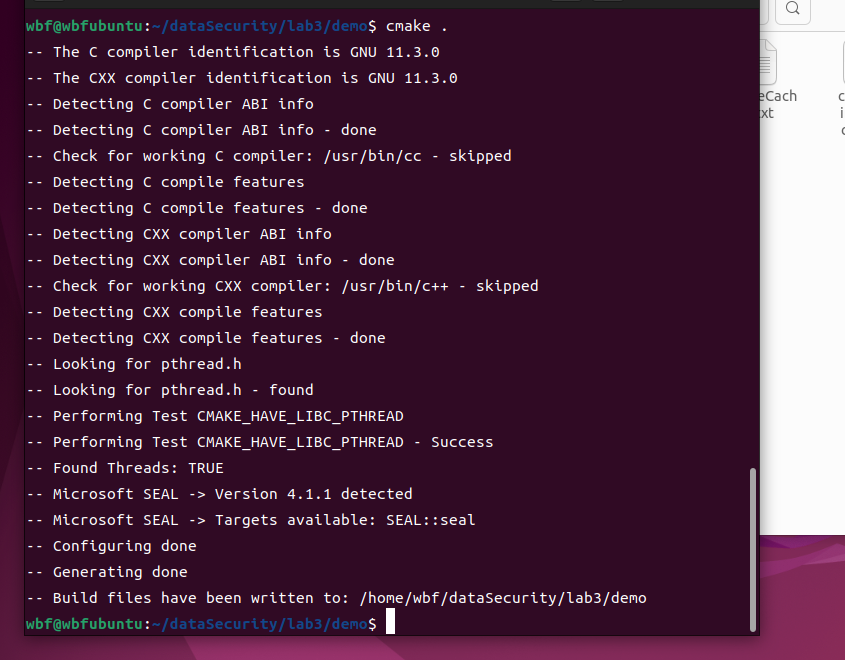 wbf@wbfubuntu:~/dataSecurity/lab3/demo$ cmake .
-- The C compiler identification is GNU 11.3.0
-- The CXX compiler identification is GNU 11.3.0
-- Detecting C compiler ABI info
-- Detecting C compiler ABI info - done
-- Check for working C compiler: /usr/bin/cc - skipped
-- Detecting C compile features
-- Detecting C compile features - done
-- Detecting CXX compiler ABI info
-- Detecting CXX compiler ABI info - done
-- Check for working CXX compiler: /usr/bin/c++ - skipped
-- Detecting CXX compile features
-- Detecting CXX compile features - done
-- Looking for pthread.h
-- Looking for pthread.h - found
-- Performing Test CMAKE_HAVE_LIBC_PTHREAD
-- Performing Test CMAKE_HAVE_LIBC_PTHREAD - Success
-- Found Threads: TRUE
-- Microsoft SEAL -> Version 4.1.1 detected
-- Microsoft SEAL -> Targets available: SEAL::seal
-- Configuring done
-- Generating done
-- Build files have been written to: /home/wbf/dataSecurity/lab3/demo
wbf@wbfubuntu:~/dataSecurity/lab3/demo$
eCach
xt